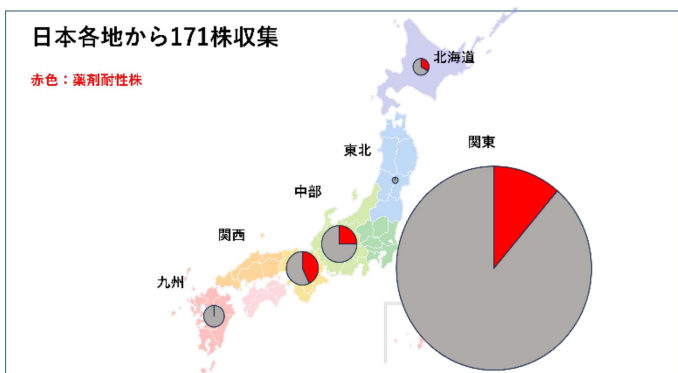 日本各地から171株収集
赤色：薬剤耐性株
北海道
東北
関東
中部
関西
九州